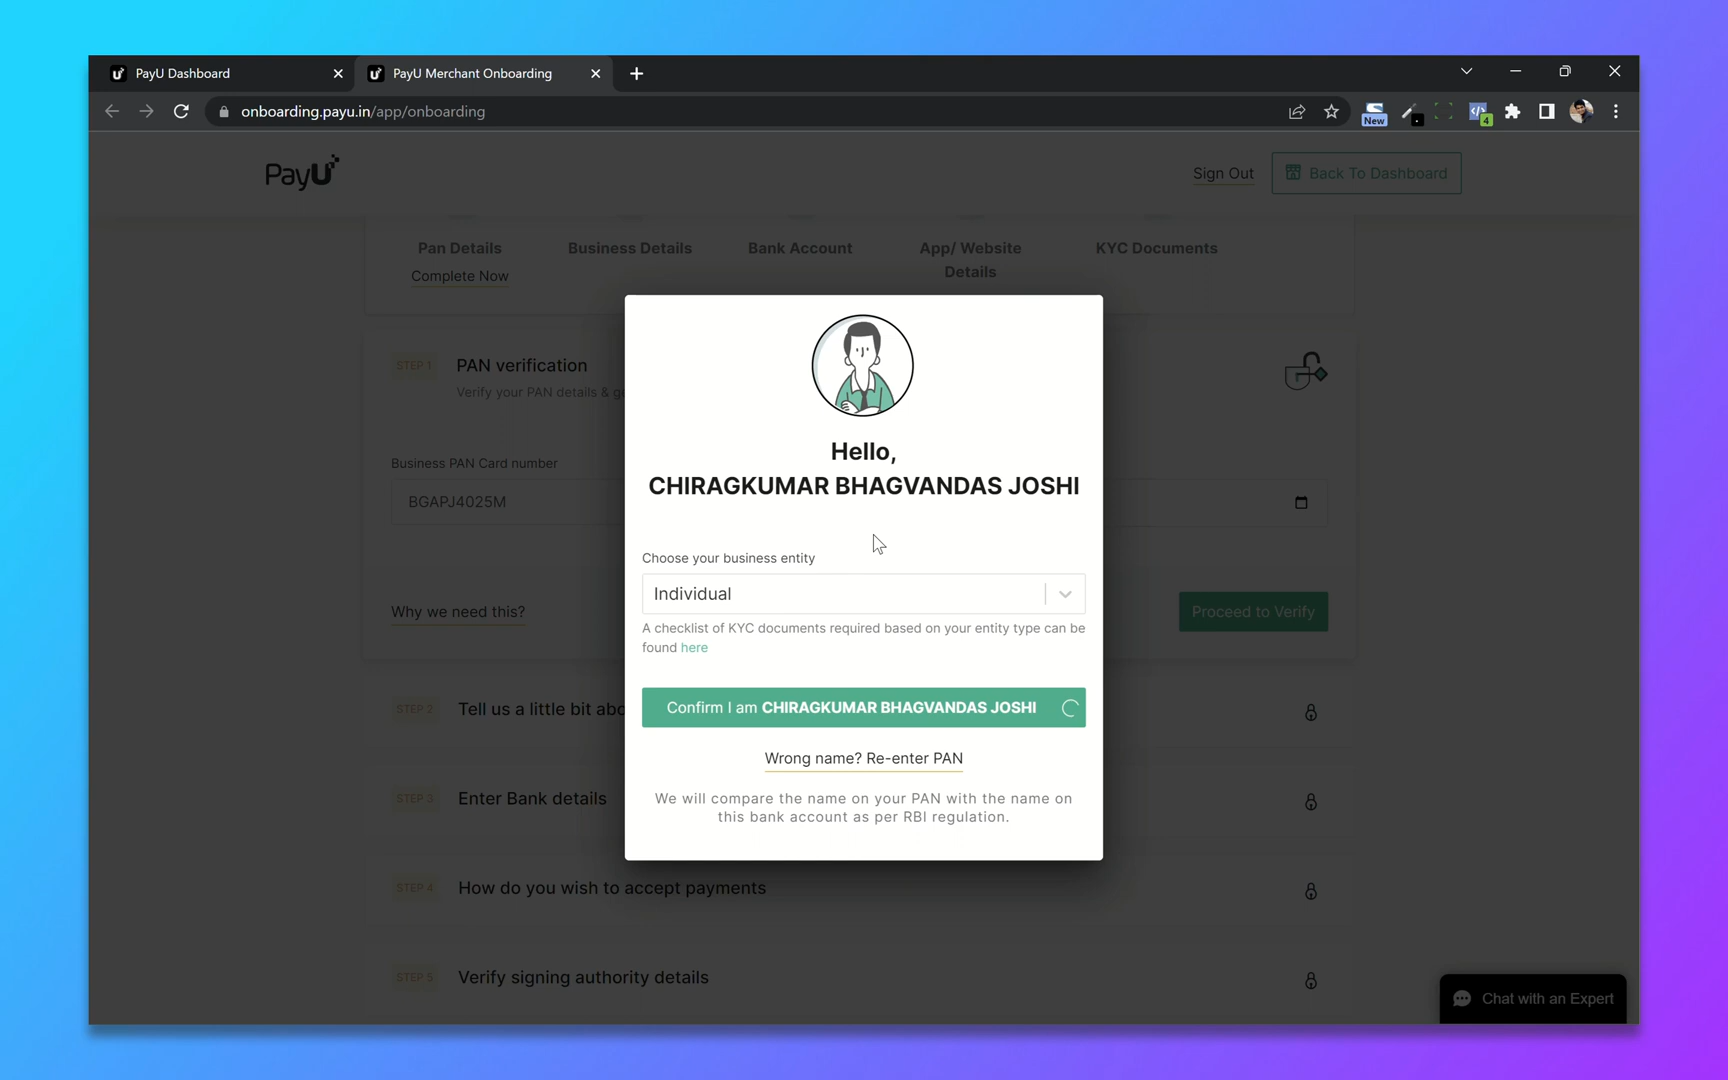 PayU Dashboard
PayU Merchant Onboarding
onboarding.payu.in/app/onboarding
New
4
PayU
Sign Out
Back To Dashboard
Pan Details
Business Details
Bank Account
App/ Website
Details
KYC Documents
Complete Now
STEP 1
PAN verification
Verify your PAN details & ge
Business PAN Card number
BGAPJ4025M
Why we need this?
Proceed to Verify
Hello,
CHIRAGKUMAR BHAGVANDAS JOSHI
Choose your business entity
Individual
A checklist of KYC documents required based on your entity type can be
found here
Confirm I am CHIRAGKUMAR BHAGVANDAS JOSHI
Wrong name? Re-enter PAN
We will compare the name on your PAN with the name on
this bank account as per RBI regulation.
STEP 2
Tell us a little bit abo
STEP 3
Enter Bank details
STEP 4
How do you wish to accept payments
STEP 5
Verify signing authority details
Chat with an Expert